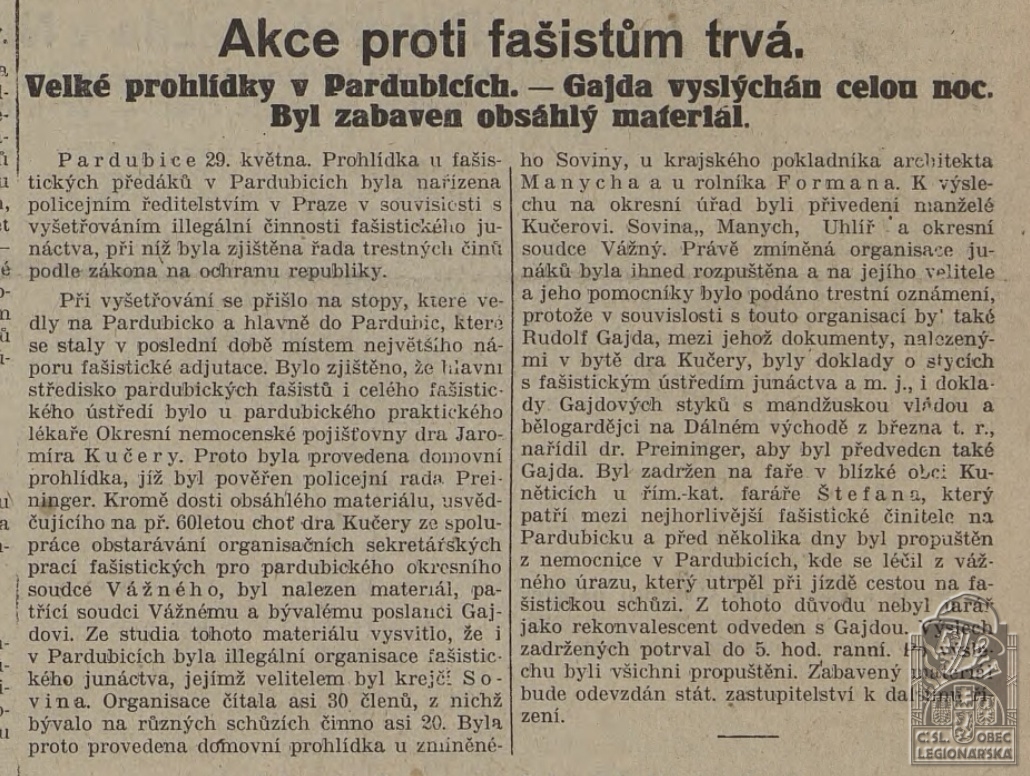 Akce proti fašistům trvá.
Velké prohlídky v Pardubicích. — Gajda vyslýchán celou noc.
Byl zabaven obsáhlý materiál.
Pardubice 29. května. Prohlídka u fašis-
tických předáků v Pardubicích byla nařízena
policejním ředitelstvím v Praze v souvislosti s
vyšetřováním illegální činnosti fašistického ju-
náctva, při níž byla zjištěna řada trestných činů
podle zákona na ochranu republiky.
Při vyšetřování se přišlo na stopy, které ve-
dly na Pardubicko a hlavně do Pardubic, které
se staly v poslední době místem největšího ná-
poru fašistické adjutace. Bylo zjištěno, že hlavní
středisko pardubických fašistů i celého fašistic-
kého ústředí bylo u pardubického praktického
lékaře Okresní nemocenské pojišťovny dra Jaro-
míra Kučery. Proto byla provedena domovní
prohlídka, jíž byl pověřen policejní rada Prei-
ninger. Kromě dosti obsáhlého materiálu, usvěd-
čujícího na př. 60letou choť dra Kučery ze spolu-
práce obstarávání organisačních sekretářských
prací fašistických pro pardubického okresního
soudce Vážného, byl nalezen materiál, pa-
třící soudci Vážnému a bývalému poslanci Gaj-
dovi. Ze studia tohoto materiálu vysvitlo, že i
v Pardubicích byla illegální organisace fašistic-
kého junáctva, jejímž velitelem byl krejčí So-
vina. Organisace čítala asi 30 členů, z nichž
bývalo na různých schůzích činno asi 20. Byla
proto provedena domovní prohlídka u zmíněné-
ho Soviny, u krajského pokladníka architekta
Manycha a u rolníka Formana. K výsle-
chu na okresní úřad byli přivedeni manželé
Kučerovi. Sovina,, Manych, Uhlíř a okresní
soudce Vážný. Právě zmíněná organisace ju-
náků byla ihned rozpuštěna a na jejího velitele
a jeho pomocníky bylo podáno trestní oznámení,
protože v souvislosti s touto organisací by' také
Rudolf Gajda, mezi jehož dokumenty, nalezený-
mi v bytě dra Kučery, byly doklady o stycích
s fašistickým ústředím junáctva a m. j., i dokla-
dy Gajdových styků s mandžuskou vládou a
bělogardějci na Dálném východě z března t. r.,
nařídil dr. Preininger, aby byl předveden také
Gajda. Byl zadržen na faře v blízké obci Ku-
něticích u řím.-kat. faráře Štefana, který
patří mezi nejhorlivější fašistické činitele na
Pardubicku a před několika dny byl propuštěn
z nemocnice v Pardubicích, kde se léčil z váž-
ného úrazu, který utrpěl při jízdě cestou na fa-
šistickou schůzi. Z tohoto důvodu nebyl farář
jako rekonvalescent odveden s Gajdou. Výslech
zadržených potrval do 5. hod. ranní. Po výsle-
chu byli všichni propuštěni. Zabavený materiál
bude odevzdán stát. zastupitelství k dalšímu ří-
zení.
ČSL. OBEC
LEGIONÁŘSKÁ